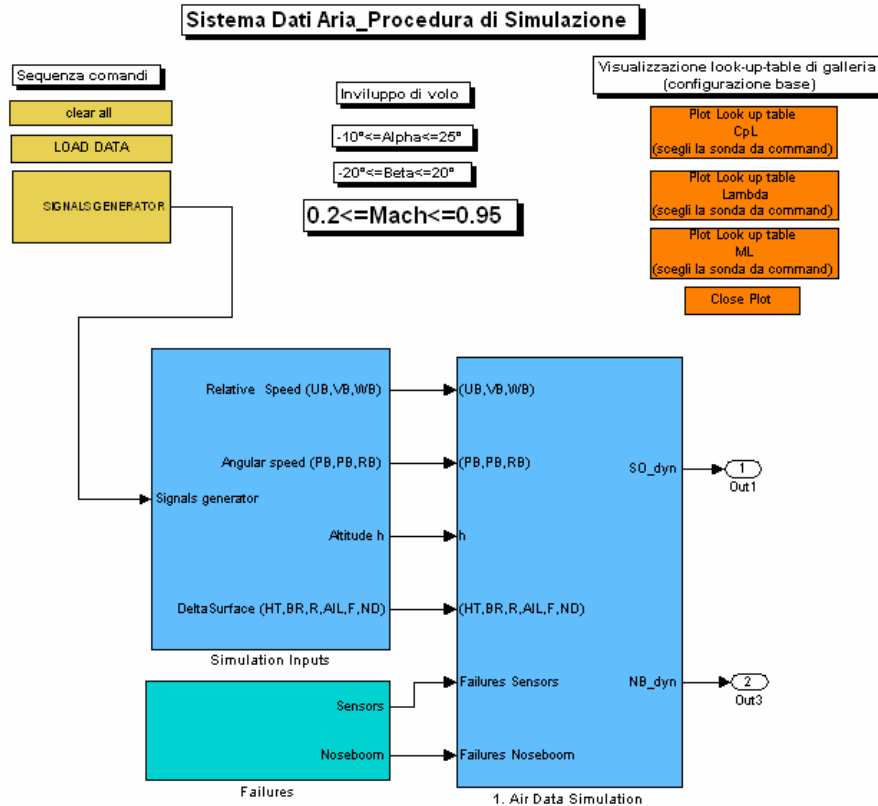 Sistema Dati Aria_Procedura di Simulazione
Sequenza comandi
clear all
LOAD DATA
SIGNALSGENERATOR
Inviluppo di volo
-10°<=Alpha<=25°
-20°<=Beta<=20°
0.2<=Mach<=0.95
Visualizzazione look-up-table di galleria
(configurazione base)
Plot Look up table
CpL
(scegli la sonda da command)
Plot Look up table
Lambda
(scegli la sonda da command)
Plot Look up table
ML
(scegli la sonda da command)
Close Plot
Signals generator
Relative Speed (UB,VB,WB)
Angular speed (PB,PB,RB)
Altitude h
DeltaSurface (HT,BR,R,AIL,F,ND)
Simulation Inputs
Sensors
Noseboom
Failures
(UB,VB,WB)
(PB,PB,RB)
h
(HT,BR,R,AIL,F,ND)
Failures Sensors
Failures Noseboom
SO_dyn
NB_dyn
1. Air Data Simulation
1
Out1
2
Out3